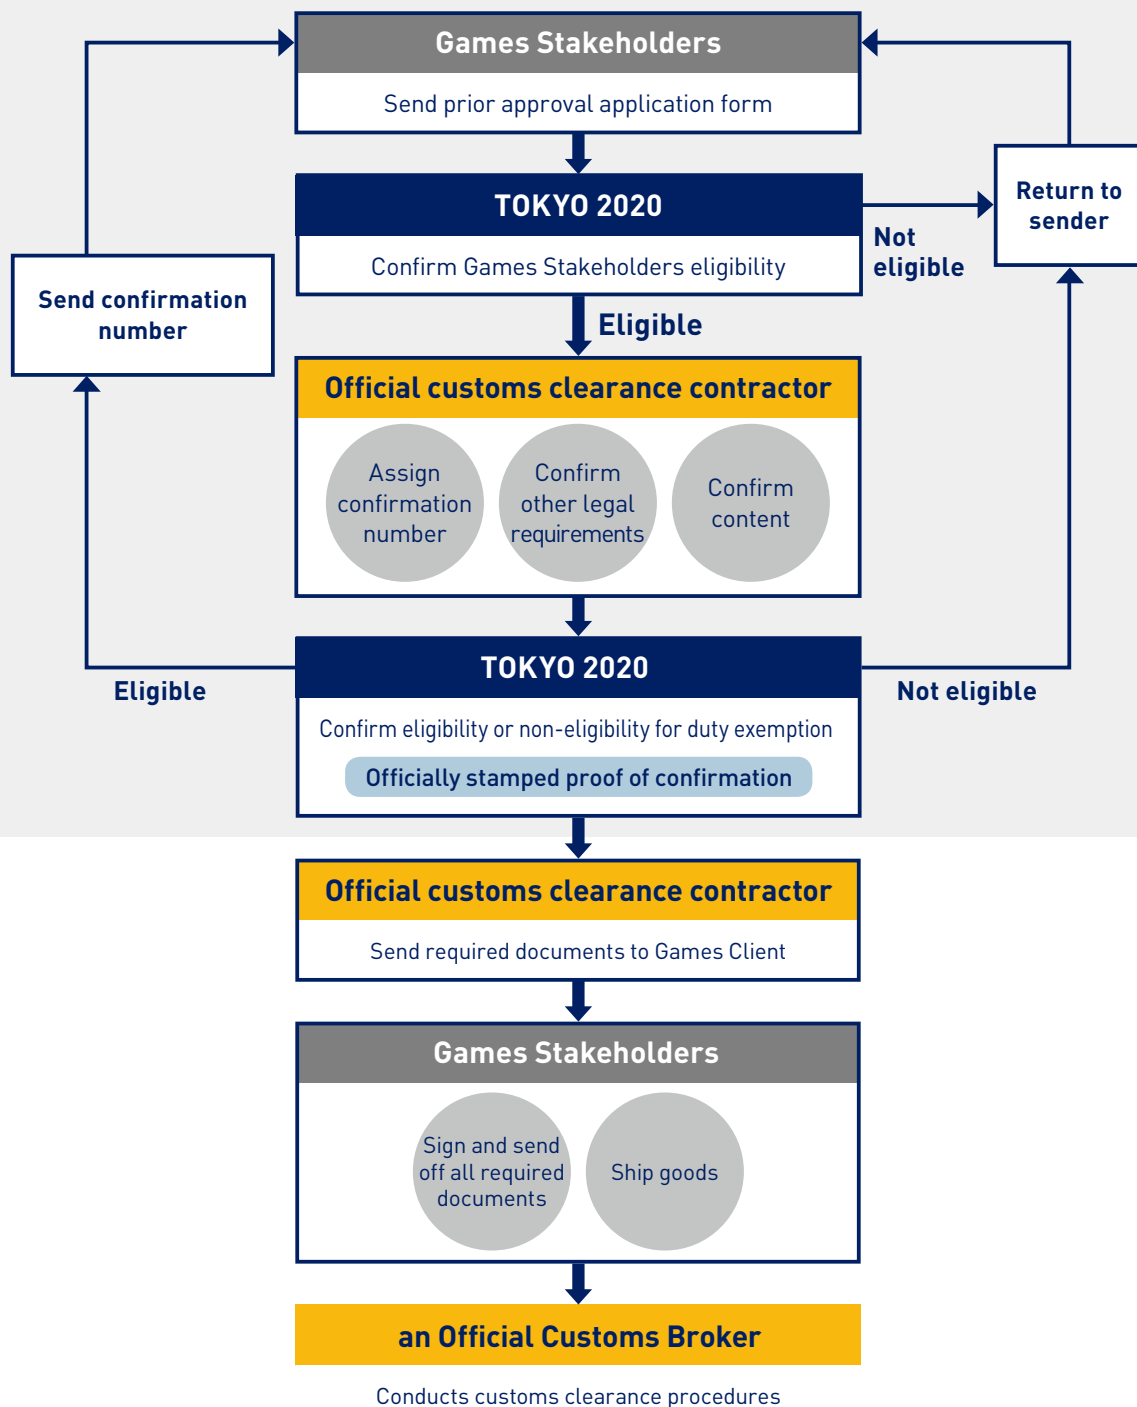 Games Stakeholders
Send prior approval application form
TOKYO 2020
Confirm Games Stakeholders eligibility
Not
eligible
Return to
sender
Send confirmation
number
Eligible
Official customs clearance contractor
Assign
confirmation
number
Confirm
other legal
requirements
Confirm
content
TOKYO 2020
Eligible
Not eligible
Confirm eligibility or non-eligibility for duty exemption
Officially stamped proof of confirmation
Official customs clearance contractor
Send required documents to Games Client
Games Stakeholders
Sign and send
off all required
documents
Ship goods
an Official Customs Broker
Conducts customs clearance procedures